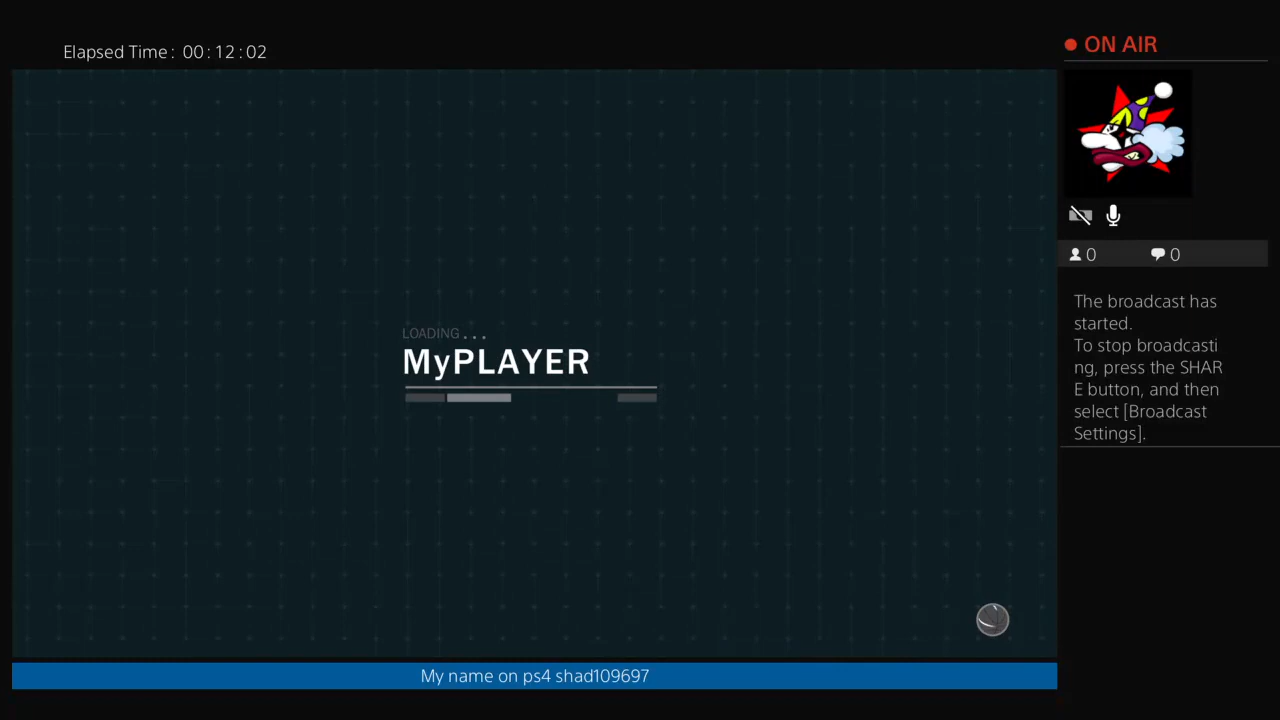 Elapsed Time: 00:12:02
ON AIR
0 0
The broadcast has
started.
To stop broadcasti
ng, press the SHAR
E button, and then
select [Broadcast
Settings].
LOADING...
MyPLAYER
My name on ps4 shad109697